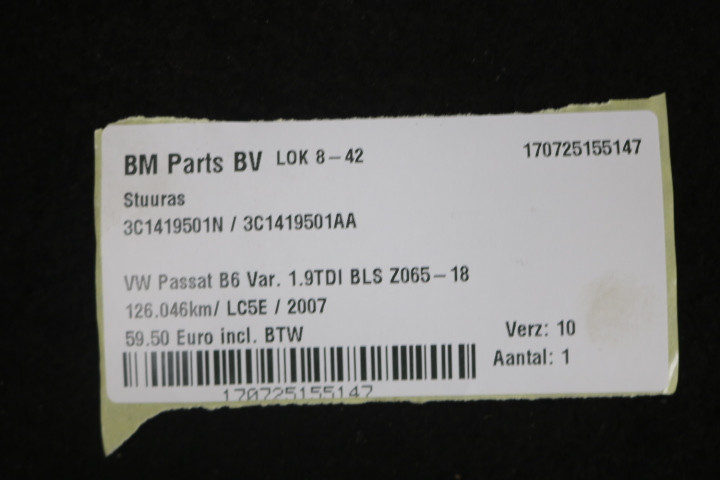 BM Parts BV LOK 8-42 170725155147
Stuuras
3C1419501N / 3C1419501AA
VW Passat B6 Var. 1.9TDI BLS Z065-18
126.046km/ LC5E / 2007
59.50 Euro incl. BTW
Verz: 10
Aantal: 1
170725155147